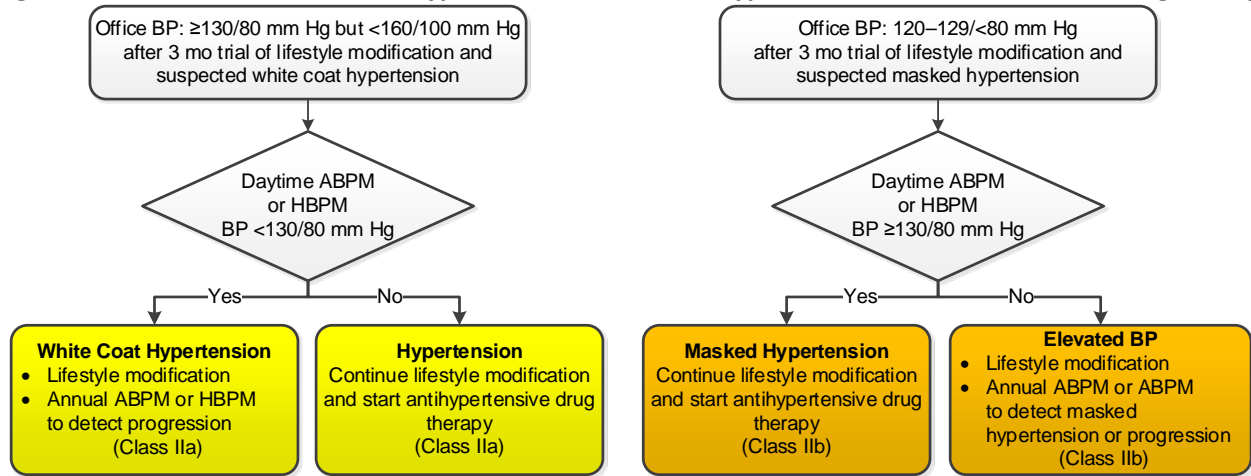 Office BP: ≥130/80 mm Hg but <160/100 mm Hg
after 3 mo trial of lifestyle modification and
suspected white coat hypertension
Daytime ABPM
or HBPM
BP <130/80 mm Hg
Yes
No
White Coat Hypertension
• Lifestyle modification
• Annual ABPM or HBPM
to detect progression
(Class IIa)
Hypertension
Continue lifestyle modification
and start antihypertensive drug
therapy
(Class IIa)
Office BP: 120–129/<80 mm Hg
after 3 mo trial of lifestyle modification and
suspected masked hypertension
Daytime ABPM
or HBPM
BP ≥130/80 mm Hg
Yes
No
Masked Hypertension
Continue lifestyle modification
and start antihypertensive drug
therapy
(Class IIb)
Elevated BP
• Lifestyle modification
• Annual ABPM or ABPM
to detect masked
hypertension or progression
(Class IIb)